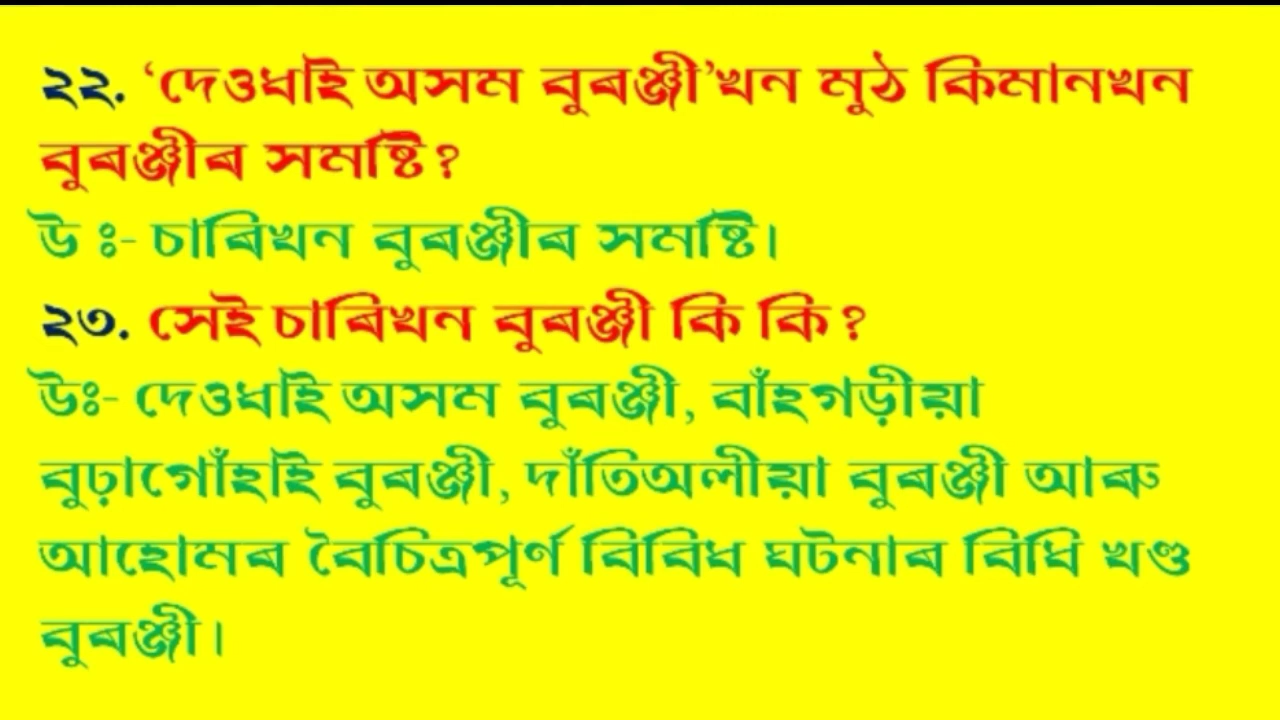 ২২. ‘দেওধাই অসম বুৰঞ্জী’খন মুঠ কিমানখন
বুৰঞ্জীৰ সমষ্টি?
উ ঃ- চাৰিখন বুৰঞ্জীৰ সমষ্টি।
২৩. সেই চাৰিখন বুৰঞ্জী কি কি?
উঃ- দেওধাই অসম বুৰঞ্জী, বাঁহগড়ীয়া
বুঢ়াগোঁহাই বুৰঞ্জী, দাঁতিঅলীয়া বুৰঞ্জী আৰু
আহোমৰ বৈচিত্ৰপূৰ্ণ বিবিধ ঘটনাৰ বিধি খণ্ড
বুৰঞ্জী।